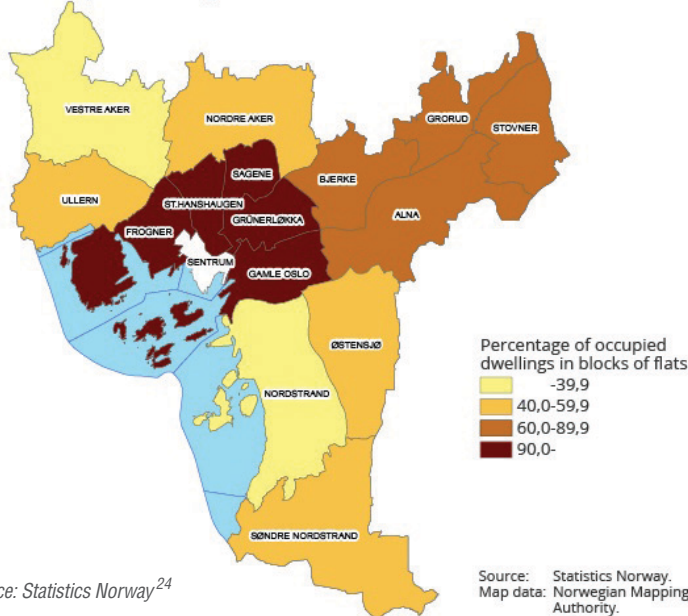 VESTRE AKER
NORDRE AKER
GRORUD
STOVNER
SAGENE
BJERKE
ULLERN
ST.HANSHAUGEN
ALNA
GRÜNERLØKKA
FROGNER
SENTRUM
GAMLE OSLO
ØSTENSJØ
NORDSTRAND
SØNDRE NORDSTRAND
Percentage of occupied
dwellings in blocks of flats
-39,9
40,0-59,9
60,0-89,9
90,0-
ce: Statistics Norway24
Source: Statistics Norway.
Map data: Norwegian Mapping
Authority.